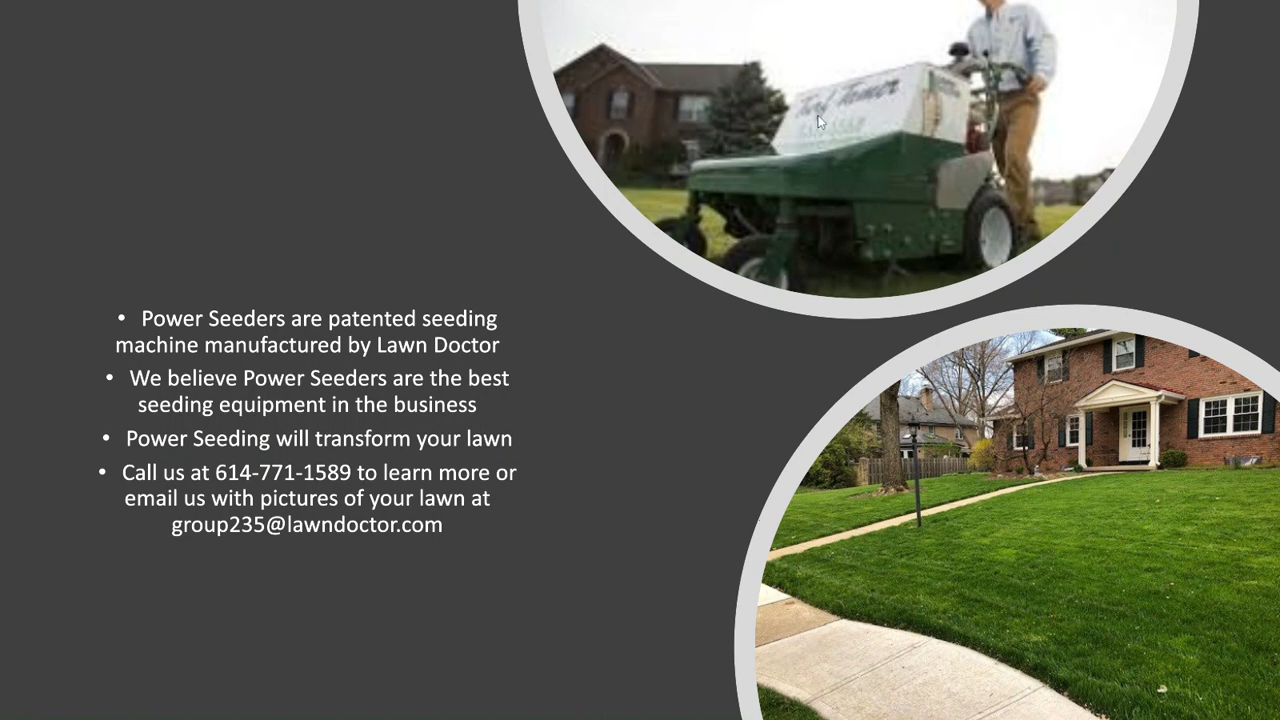 Turf Tamer
• Power Seeders are patented seeding
machine manufactured by Lawn Doctor
• We believe Power Seeders are the best
seeding equipment in the business
• Power Seeding will transform your lawn
• Call us at 614-771-1589 to learn more or
email us with pictures of your lawn at
group235@lawndoctor.com